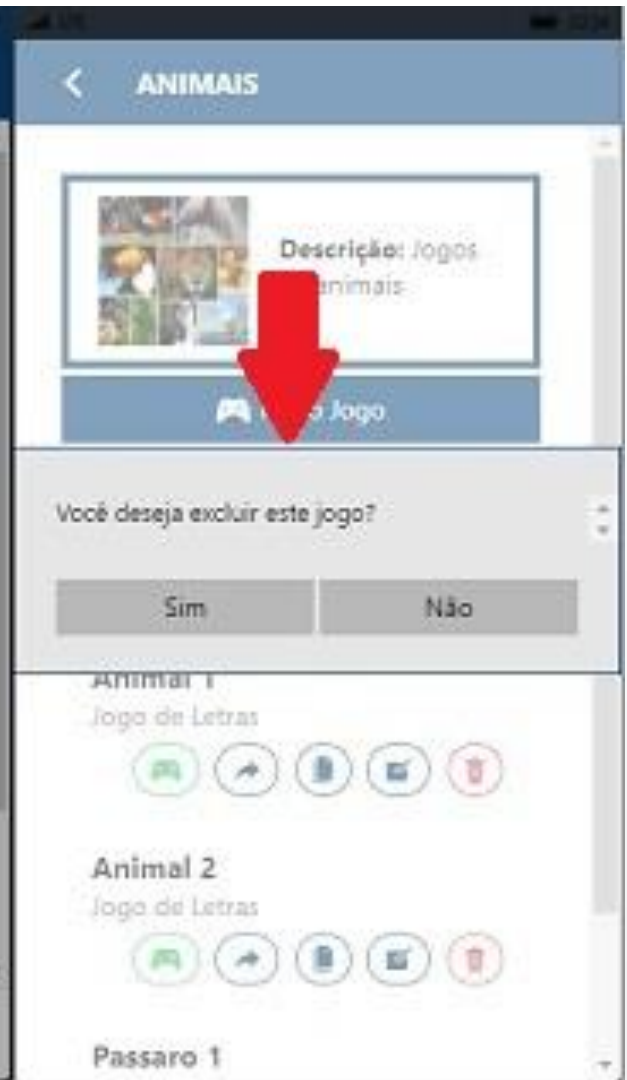 ANIMAIS
Descrição: Jogos
animais
Jogo
Você deseja excluir este jogo?
Sim
Não
Animal 1
Jogo de Letras
Animal 2
Jogo de Letras
Passaro 1